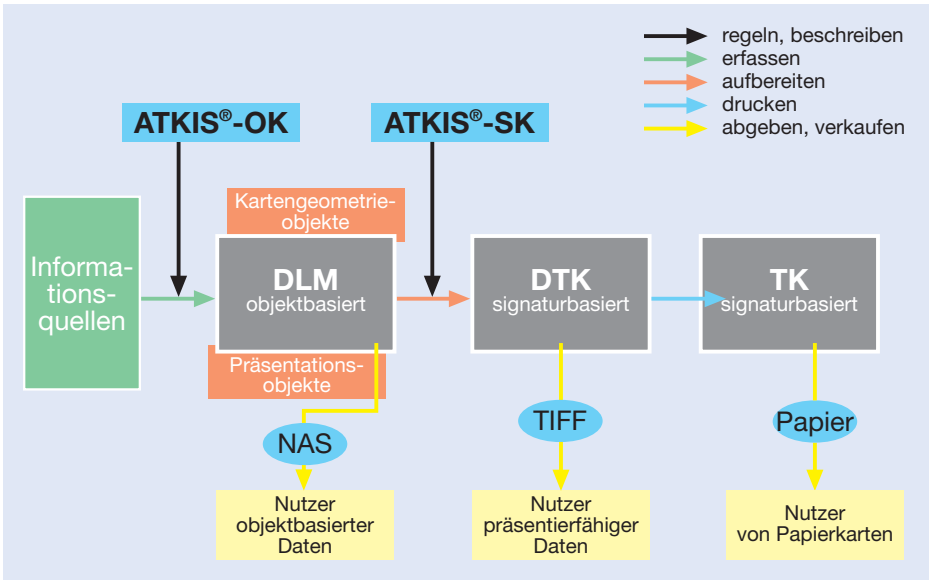 regeln, beschreiben
erfassen
aufbereiten
drucken
abgeben, verkaufen
ATKIS®-OK
ATKIS®-SK
Kartengeometrie-
objekte
Informa-
tions-
quellen
DLM
objektbasiert
DTK
signaturbasiert
TK
signaturbasiert
Präsentations-
objekte
NAS
TIFF
Papier
Nutzer
objektbasierter
Daten
Nutzer
präsentierfähiger
Daten
Nutzer
von Papierkarten